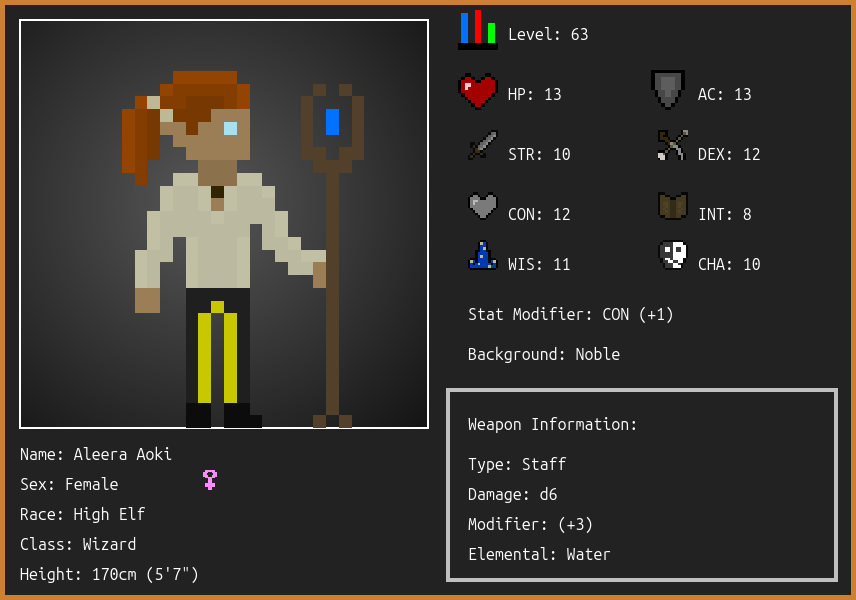 Level: 63
HP: 13
AC: 13
STR: 10
DEX: 12
CON: 12
INT: 8
WIS: 11
CHA: 10
Stat Modifier: CON (+1)
Background: Noble
Weapon Information:
Type: Staff
Damage: d6
Modifier: (+3)
Elemental: Water
Name: Aleera Aoki
Sex: Female
Race: High Elf
Class: Wizard
Height: 170cm (5'7")